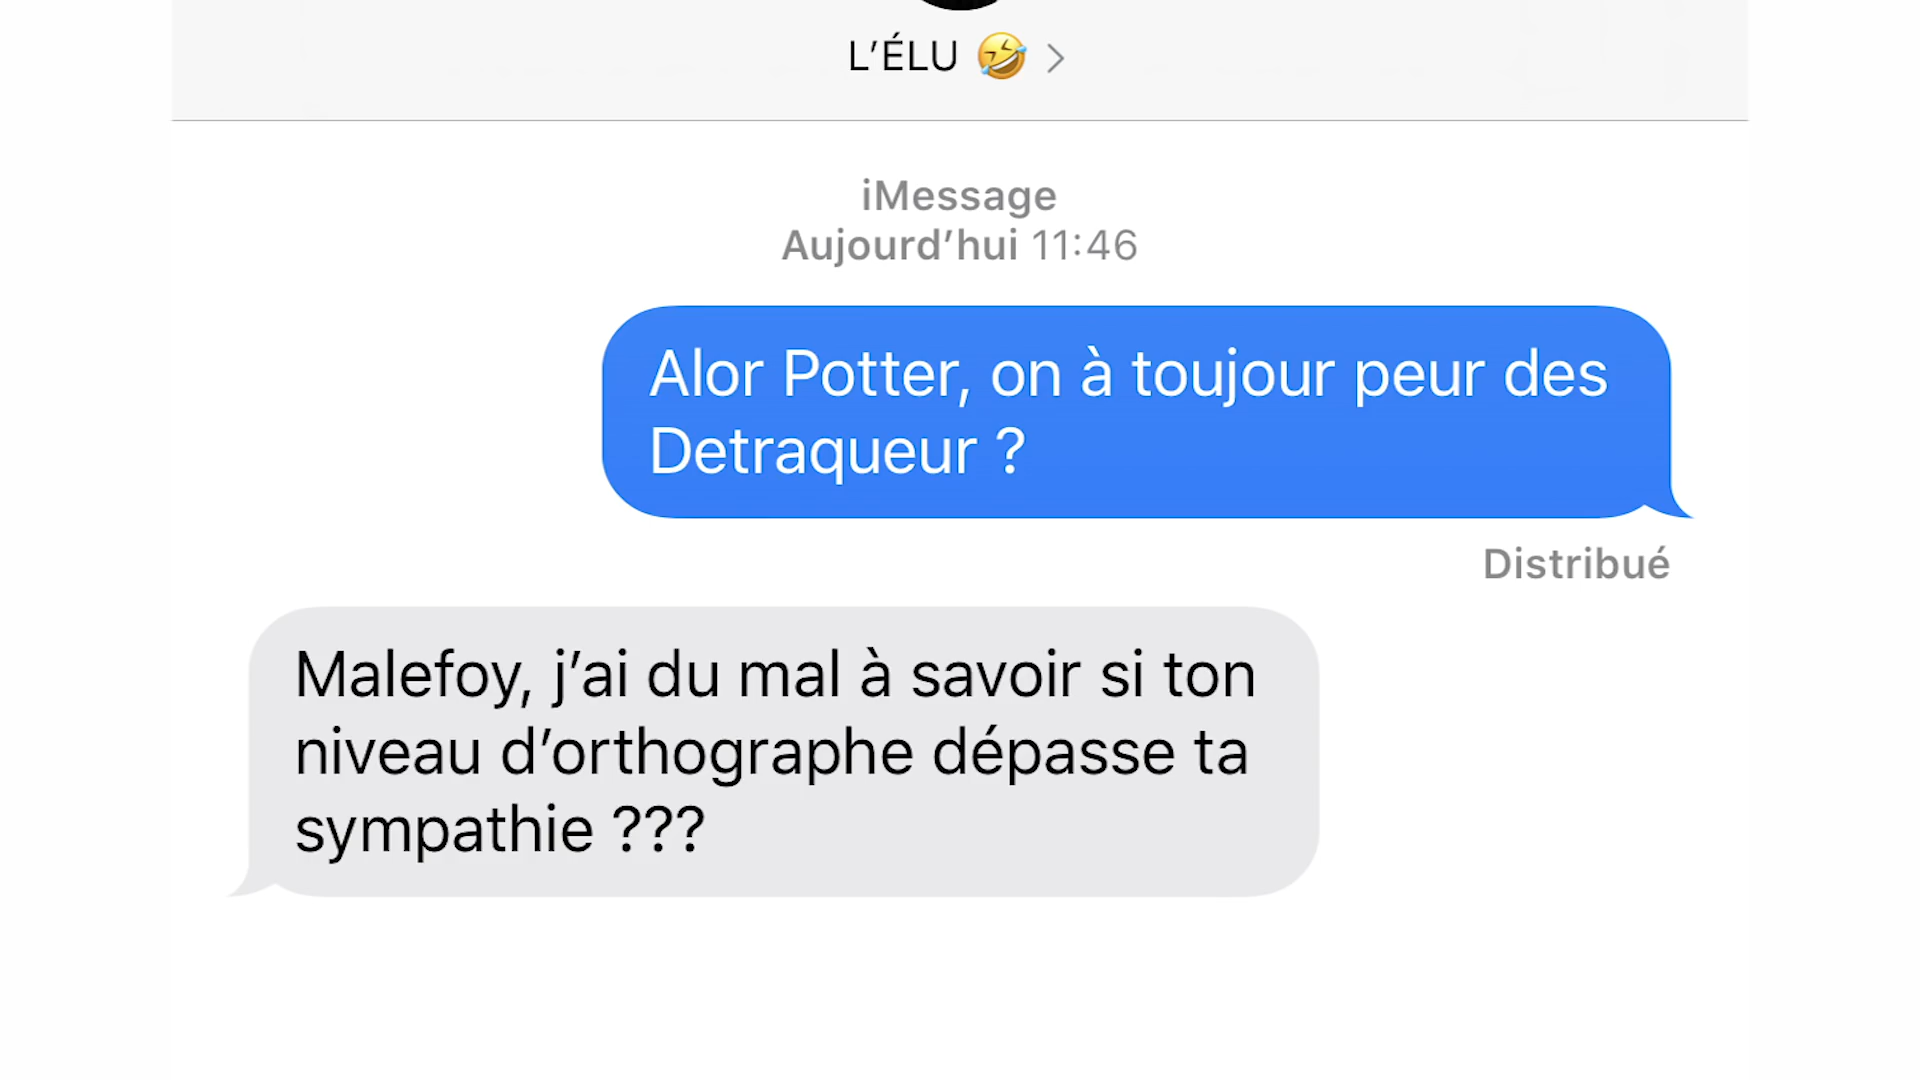 L’ÉLU 🤣 >
iMessage
Aujourd’hui 11:46
Alor Potter, on à toujour peur des
Detraqueur ?
Distribué
Malefoy, j’ai du mal à savoir si ton
niveau d’orthographe dépasse ta
sympathie ???